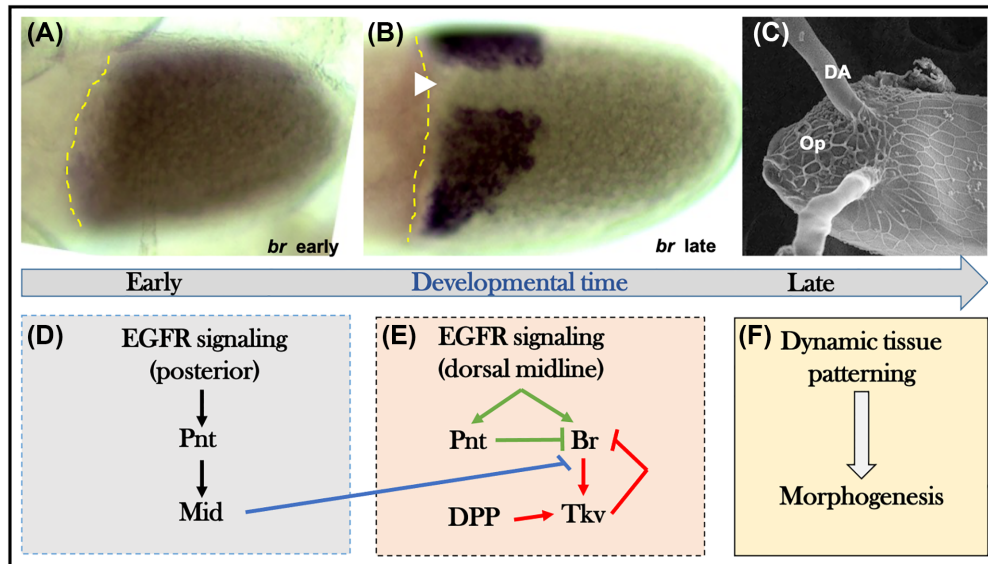 (A)
br early
(B)
br late
(C)
DA
Op
Early
Developmental time
Late
(D)
EGFR signaling
(posterior)
Pnt
Mid
(E)
EGFR signaling
(dorsal midline)
Pnt
Br
DPP
Tkv
(F)
Dynamic tissue
patterning
Morphogenesis